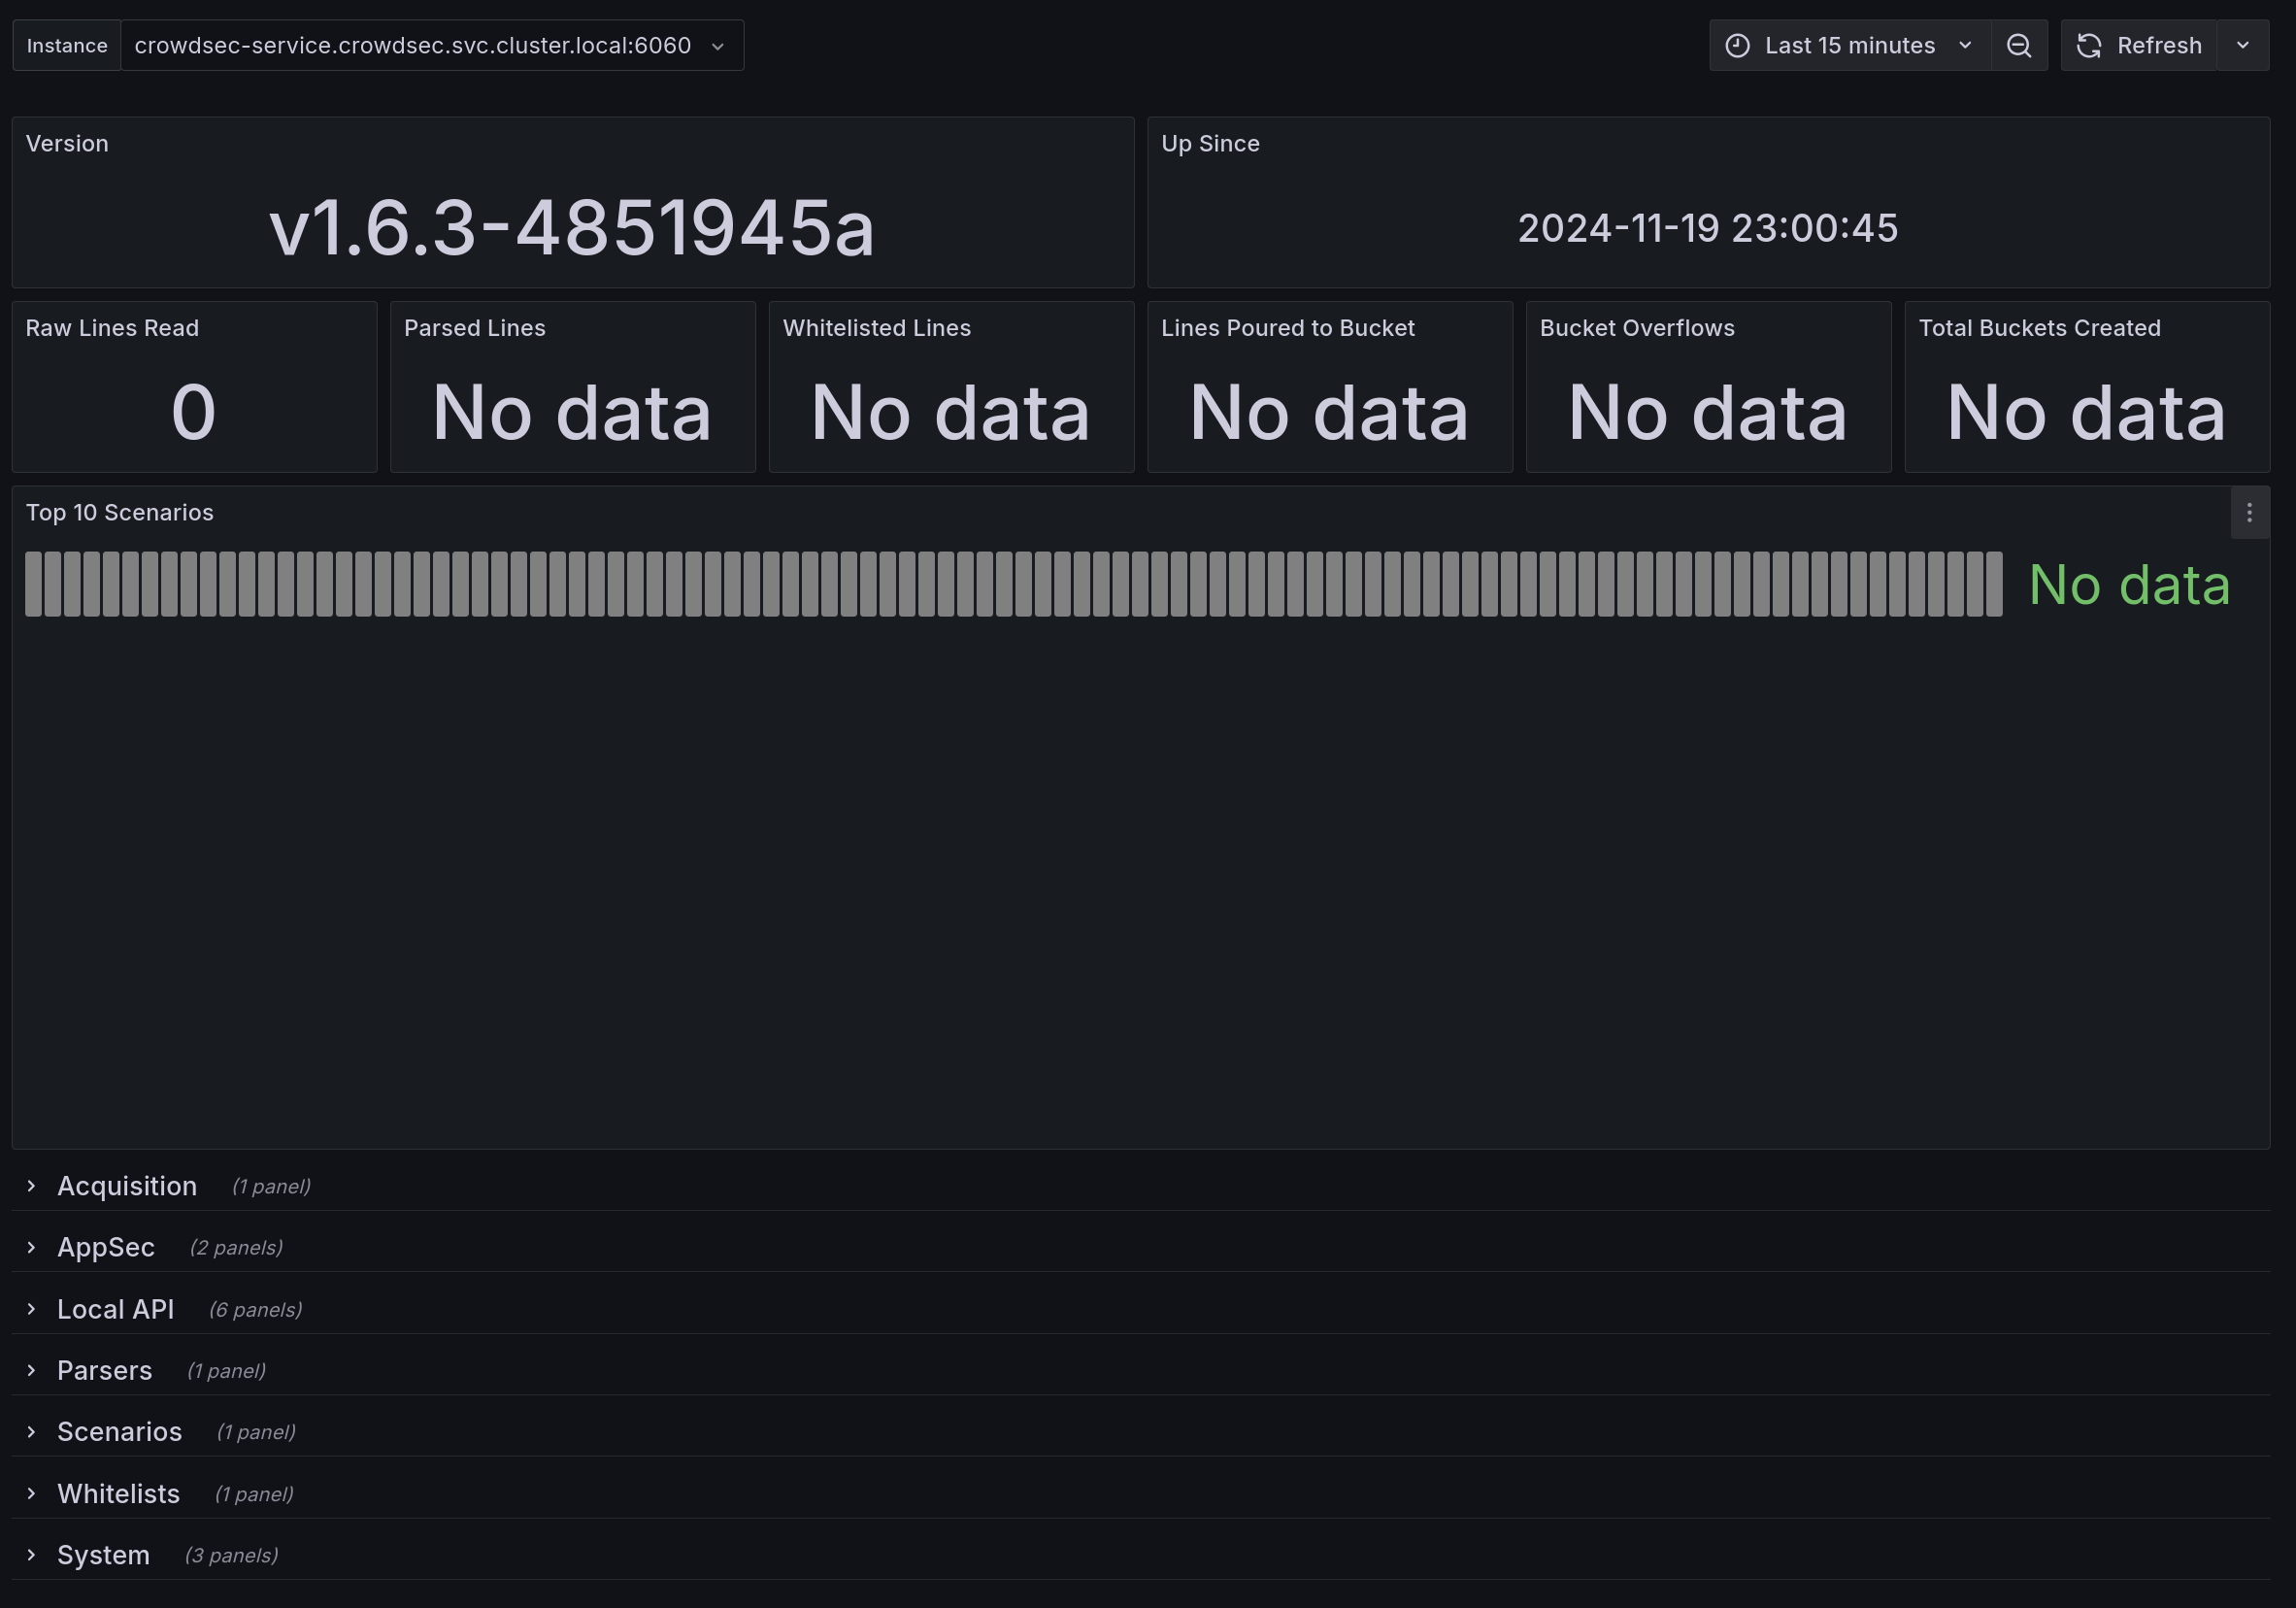 Instance crowdsec-service.crowdsec.svc.cluster.local:6060 Last 15 minutes Refresh
Version
v1.6.3-4851945a
Up Since
2024-11-19 23:00:45
Raw Lines Read
0
Parsed Lines
No data
Whitelisted Lines
No data
Lines Poured to Bucket
No data
Bucket Overflows
No data
Total Buckets Created
No data
Top 10 Scenarios
No data
Acquisition (1 panel)
AppSec (2 panels)
Local API (6 panels)
Parsers (1 panel)
Scenarios (1 panel)
Whitelists (1 panel)
System (3 panels)